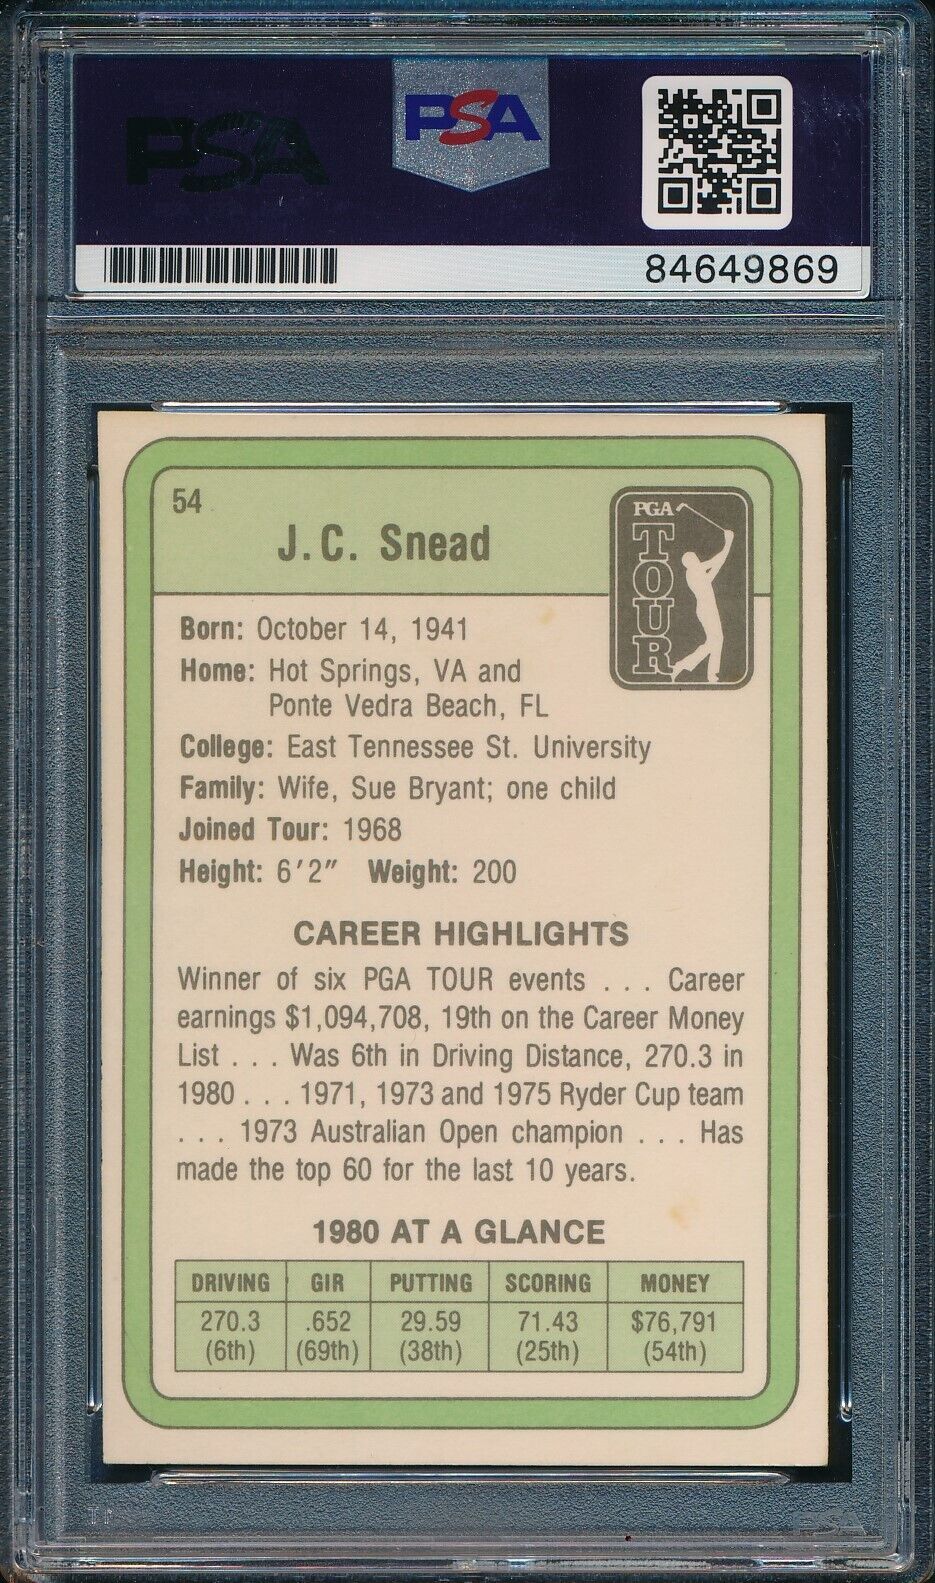 PSA
PSA
84649869
54
J.C. Snead
PGA
TOUR
Born: October 14, 1941
Home: Hot Springs, VA and
Ponte Vedra Beach, FL
College: East Tennessee St. University
Family: Wife, Sue Bryant; one child
Joined Tour: 1968
Height: 6'2" Weight: 200
CAREER HIGHLIGHTS
Winner of six PGA TOUR events . . . Career
earnings $1,094,708, 19th on the Career Money
List . . . Was 6th in Driving Distance, 270.3 in
1980 . . . 1971, 1973 and 1975 Ryder Cup team
. . . 1973 Australian Open champion . . . Has
made the top 60 for the last 10 years.
1980 AT A GLANCE
DRIVING GIR PUTTING SCORING MONEY
270.3 .652 29.59 71.43 $76,791
(6th) (69th) (38th) (25th) (54th)
PSA